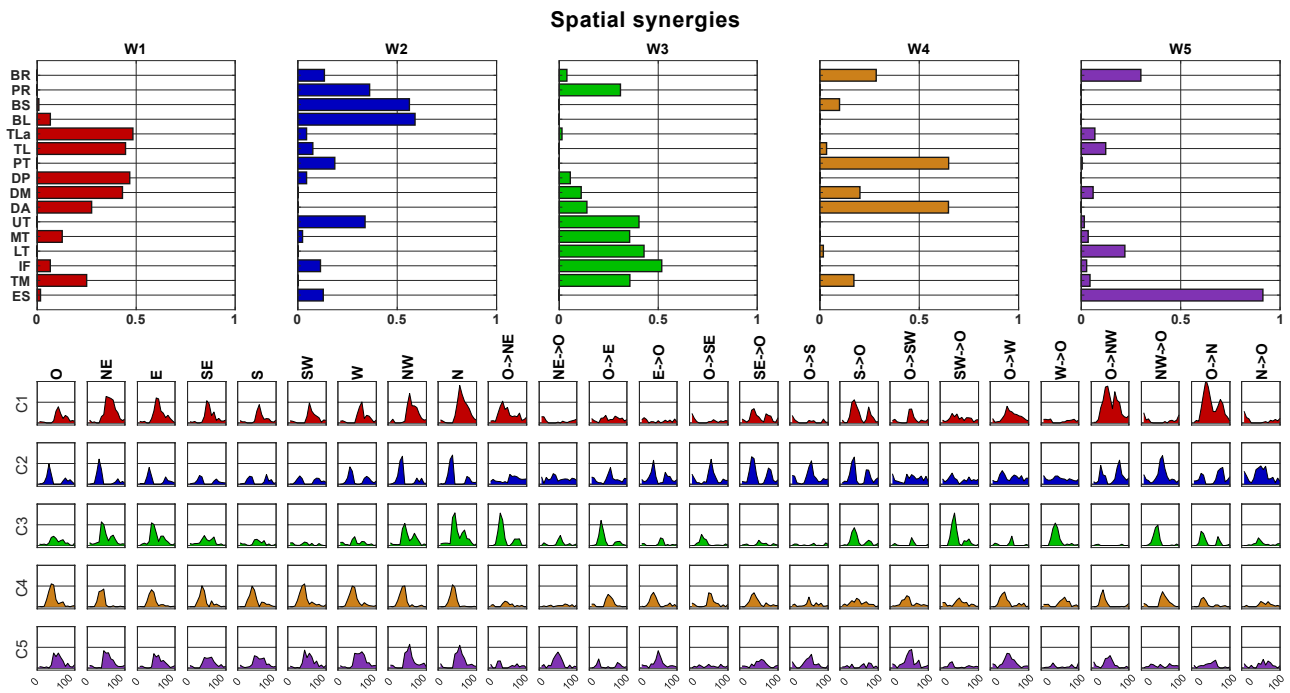 Spatial synergies
W1 W2 W3 W4 W5
BR
PR
BS
BL
TLa
TL
PT
DP
DM
DA
UT
MT
LT
IF
TM
ES
0 0.5 1 0 0.5 1 0 0.5 1 0 0.5 1 0 0.5 1
O NE E SE S SW W NW N O->NE NE->O O->E E->O O->SE SE->O O->S S->O O->SW SW->O O->W W->O O->NW NW->O O->N N->O
C1
C2
C3
C4
C5
0 100 0 100 0 100 0 100 0 100 0 100 0 100 0 100 0 100 0 100 0 100 0 100 0 100 0 100 0 100 0 100 0 100 0 100 0 100 0 100 0 100 0 100 0 100 0 100 0 100